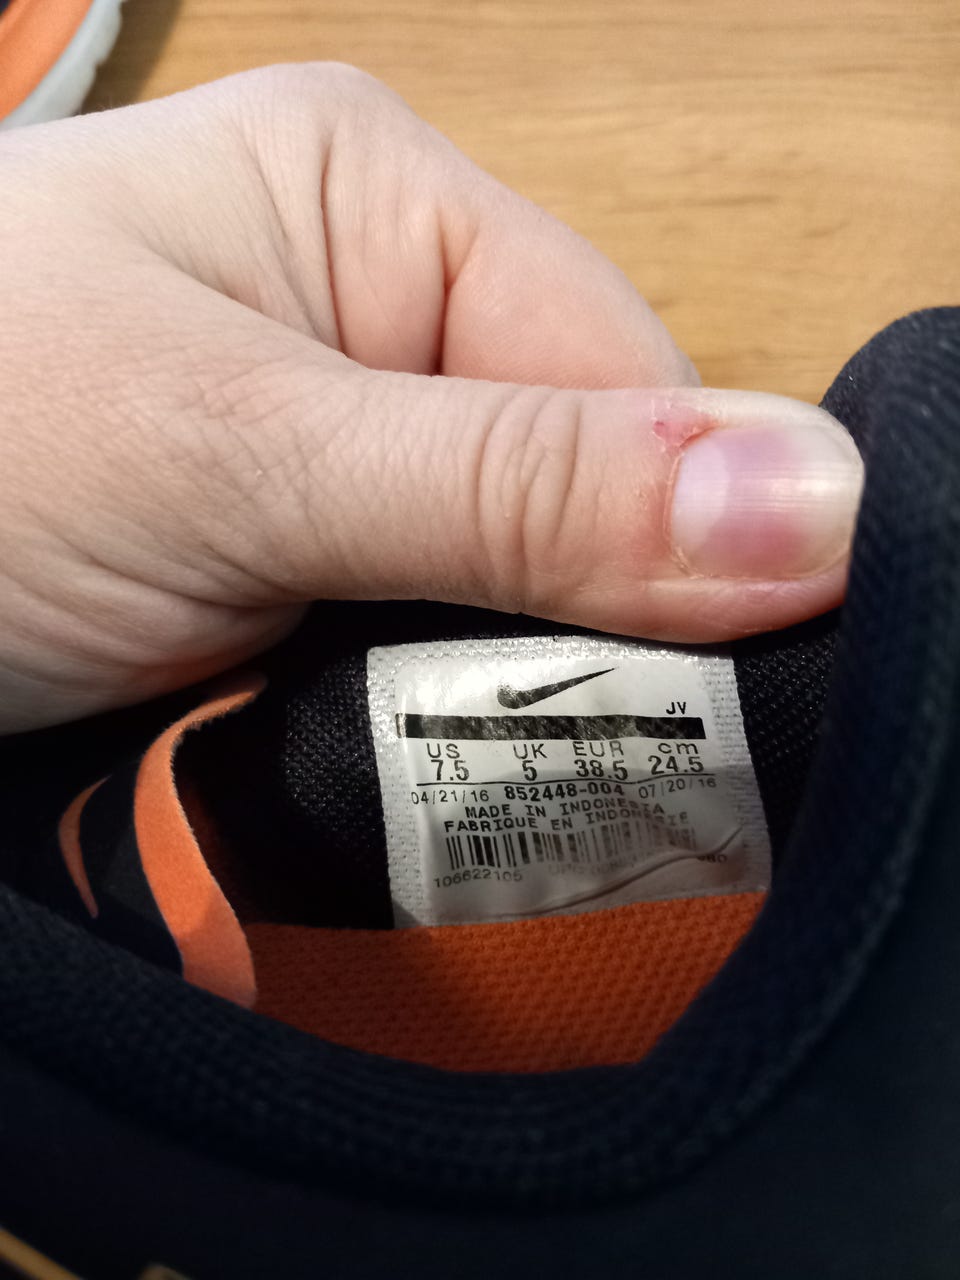 JV
US UK EUR cm
7.5 5 38.5 24.5
04/21/16 852448-004 07/20/16
MADE IN INDONESIA
FABRIQUE EN INDONESIE
106622105